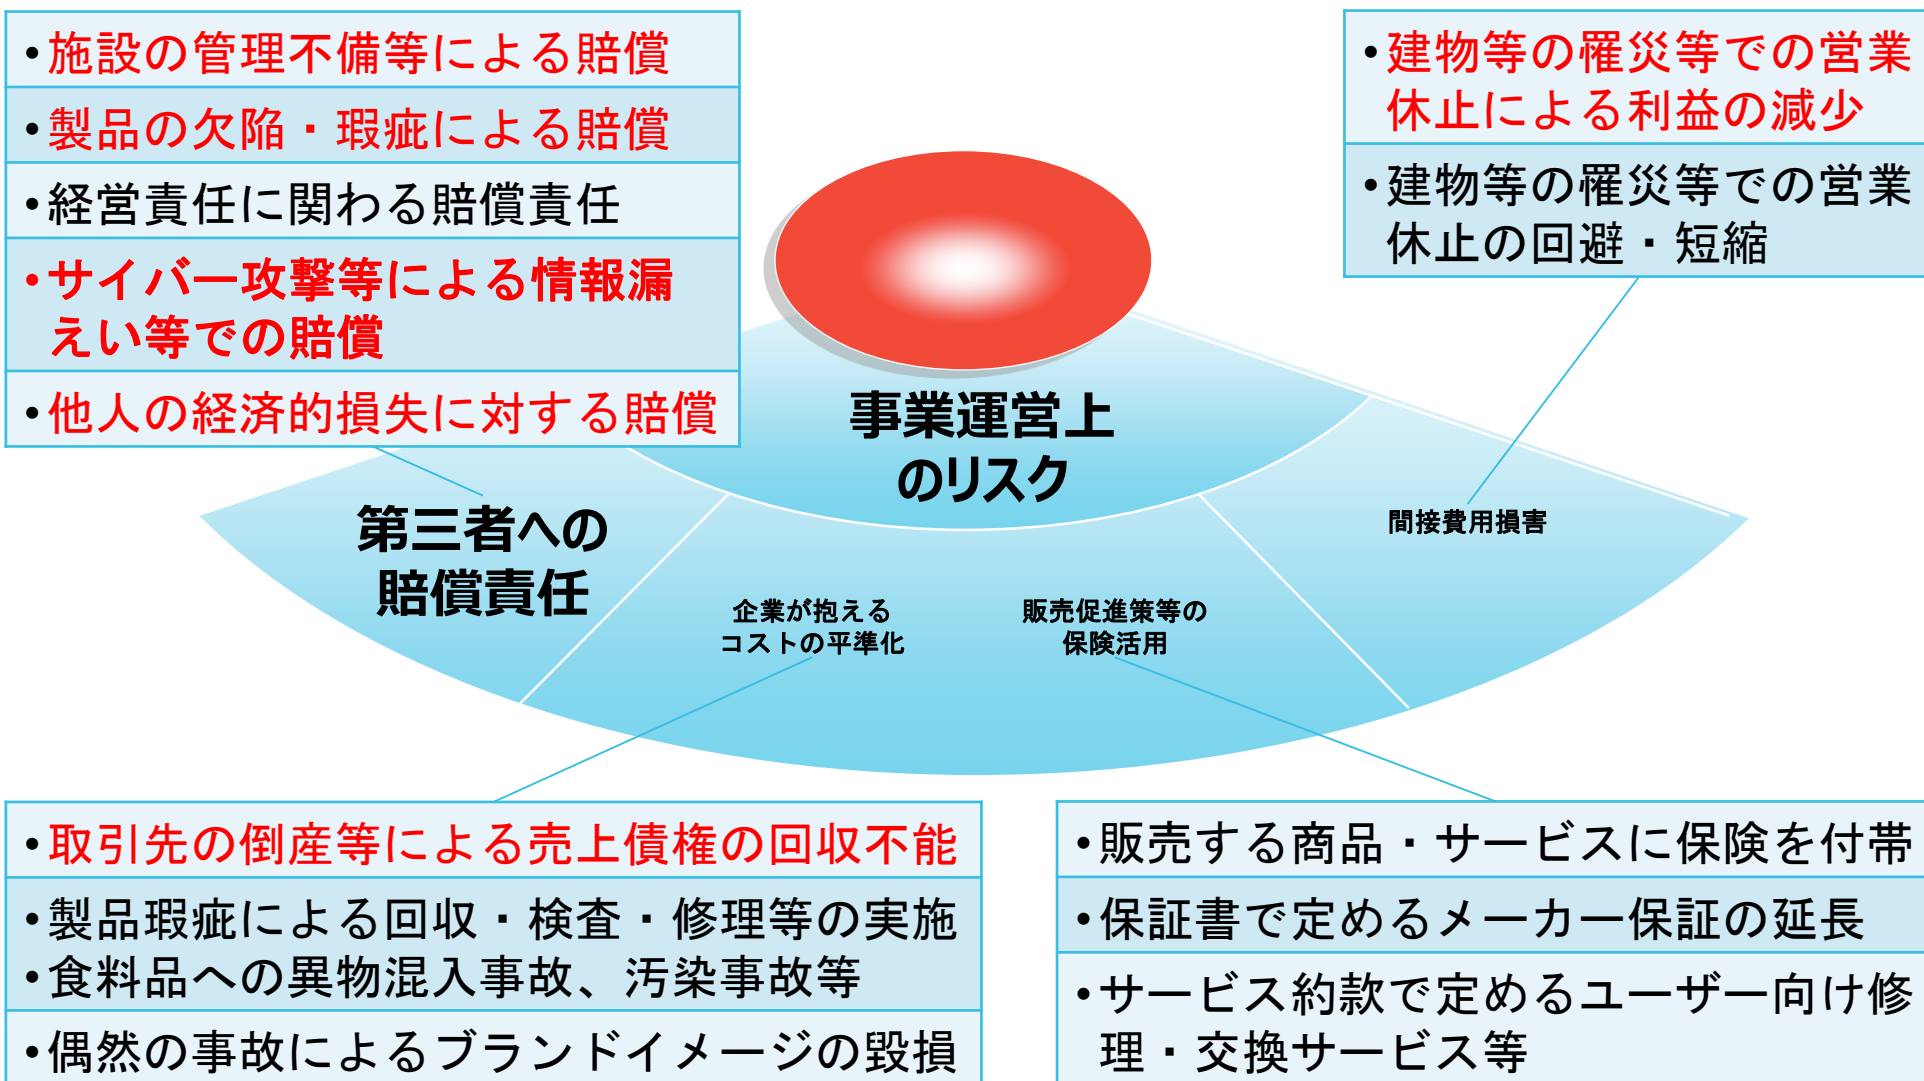 ・施設の管理不備等による賠償
・製品の欠陥・瑕疵による賠償
・経営責任に関わる賠償責任
・サイバー攻撃等による情報漏
えい等での賠償
・他人の経済的損失に対する賠償
・建物等の罹災等での営業
休止による利益の減少
・建物等の罹災等での営業
休止の回避・短縮
事業運営上
のリスク
第三者への
賠償責任
企業が抱える
コストの平準化
販売促進策等の
保険活用
間接費用損害
・取引先の倒産等による売上債権の回収不能
・製品瑕疵による回収・検査・修理等の実施
・食料品への異物混入事故、汚染事故等
・偶然の事故によるブランドイメージの毀損
・販売する商品・サービスに保険を付帯
・保証書で定めるメーカー保証の延長
・サービス約款で定めるユーザー向け修
理・交換サービス等